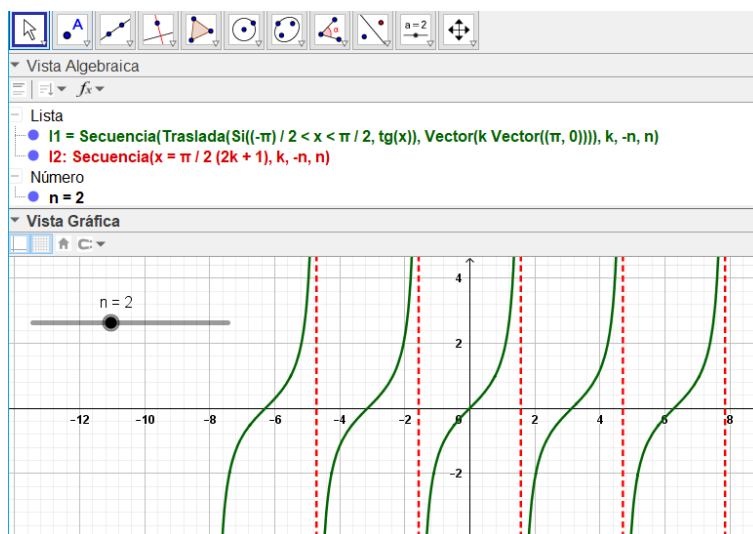 A
α
a=2
Vista Algebraica
fx
Lista
l1 = Secuencia(Traslada(Si((-π) / 2 < x < π / 2, tg(x)), Vector(k Vector((π, 0)))), k, -n, n)
l2: Secuencia(x = π / 2 (2k + 1), k, -n, n)
Número
n = 2
Vista Gráfica
4
n = 2
2
-12 -10 -8 -6 -4 -2 0 2 4 6 8
-2